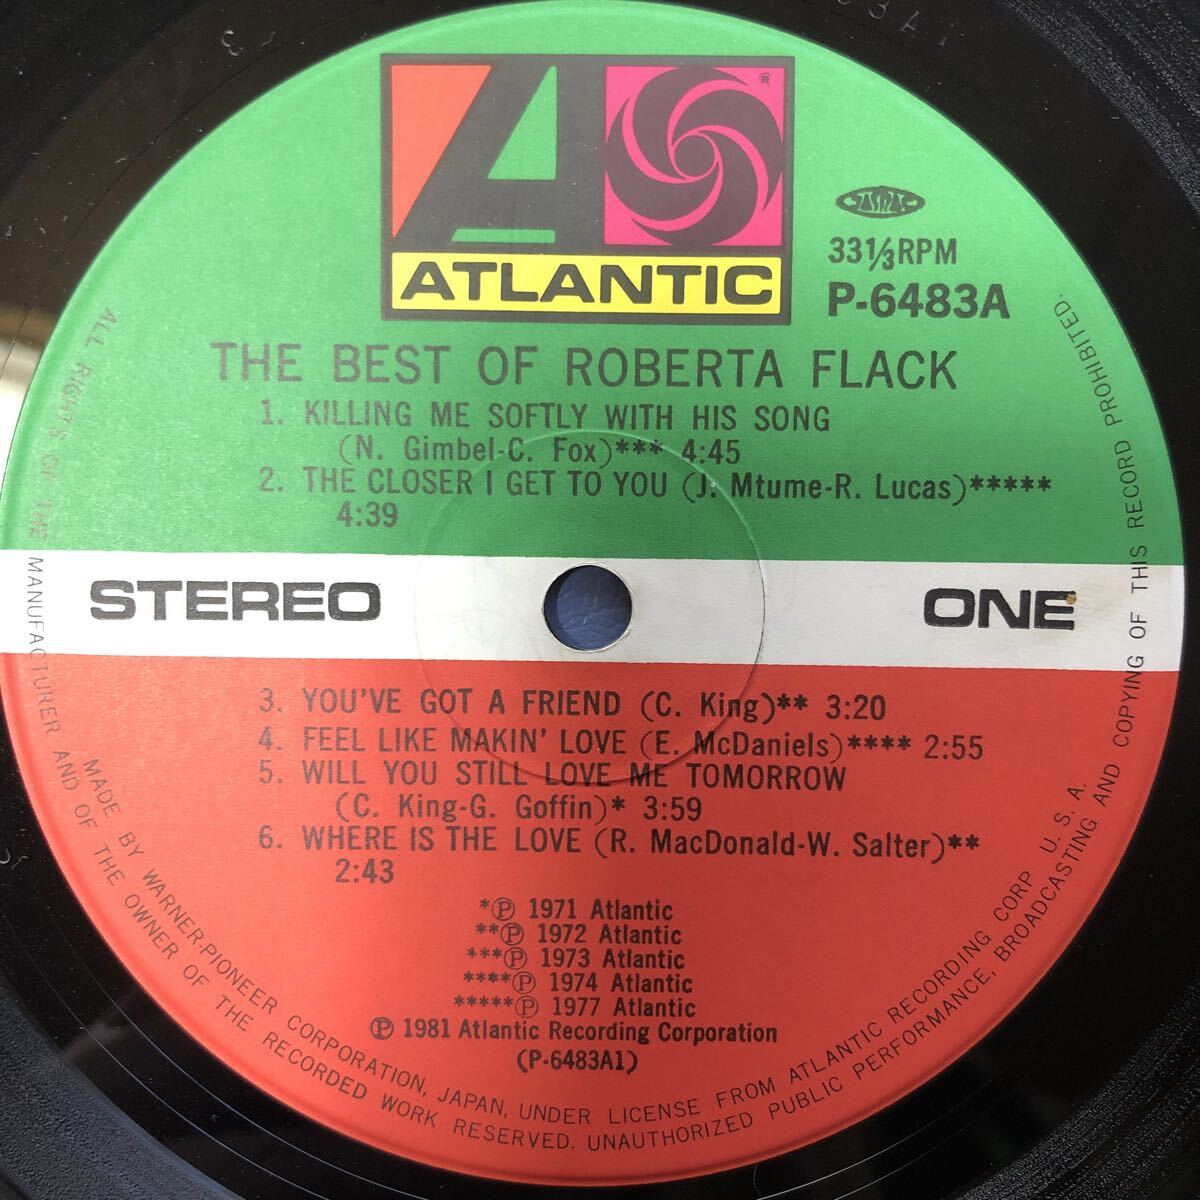 83A1
ATLANTIC
®
JASRAC
33⅓RPM
P-6483A
THE BEST OF ROBERTA FLACK
1. KILLING ME SOFTLY WITH HIS SONG
(N. Gimbel-C. Fox)*** 4:45
2. THE CLOSER I GET TO YOU (J. Mtume-R. Lucas)*****
4:39
STEREO
ONE
3. YOU'VE GOT A FRIEND (C. King)** 3:20
4. FEEL LIKE MAKIN' LOVE (E. McDaniels)**** 2:55
5. WILL YOU STILL LOVE ME TOMORROW
(C. King-G. Goffin)* 3:59
6. WHERE IS THE LOVE (R. MacDonald-W. Salter)**
2:43
*℗ 1971 Atlantic
**℗ 1972 Atlantic
***℗ 1973 Atlantic
****℗ 1974 Atlantic
*****℗ 1977 Atlantic
℗ 1981 Atlantic Recording Corporation
(P-6483A1)
MADE BY WARNER-PIONEER CORPORATION, JAPAN, UNDER LICENSE FROM ATLANTIC RECORDING CORP U. S. A.
ALL RIGHTS OF THE MANUFACTURER AND OF THE OWNER OF THE RECORDED WORK RESERVED. UNAUTHORIZED PUBLIC PERFORMANCE, BROADCASTING AND COPYING OF THIS RECORD PROHIBITED.